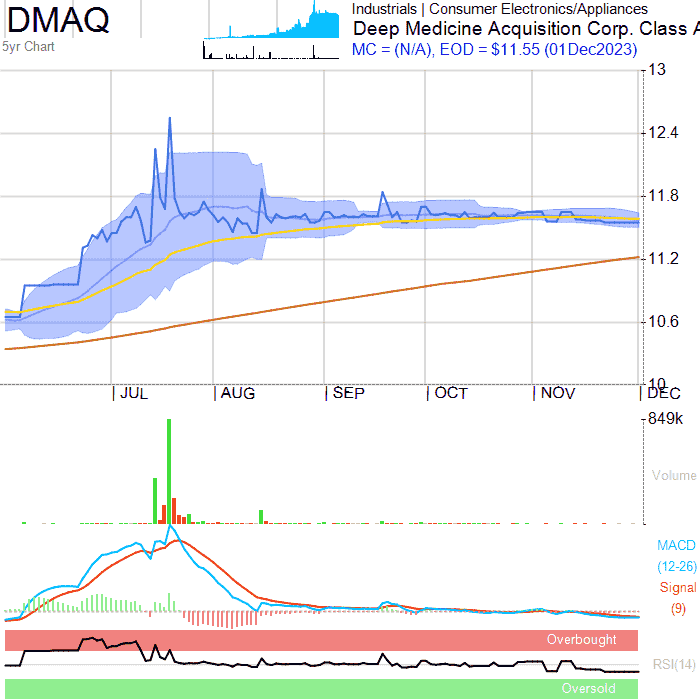 DMAQ
5yr Chart
Industrials | Consumer Electronics/Appliances
Deep Medicine Acquisition Corp. Class A
MC = (N/A), EOD = $11.55 (01Dec2023)
13
12.4
11.8
11.2
10.6
10
JUL AUG SEP OCT NOV DEC
849k
Volume
MACD
(12-26)
Signal
(9)
Overbought
RSI(14)
Oversold